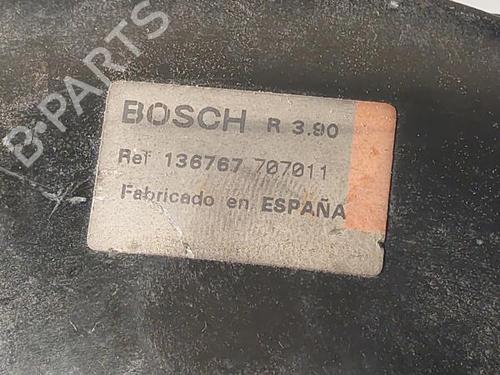 B-PARTS
BOSCH R 3.90
Ref 136767 707011
Fabricado en ESPAÑA